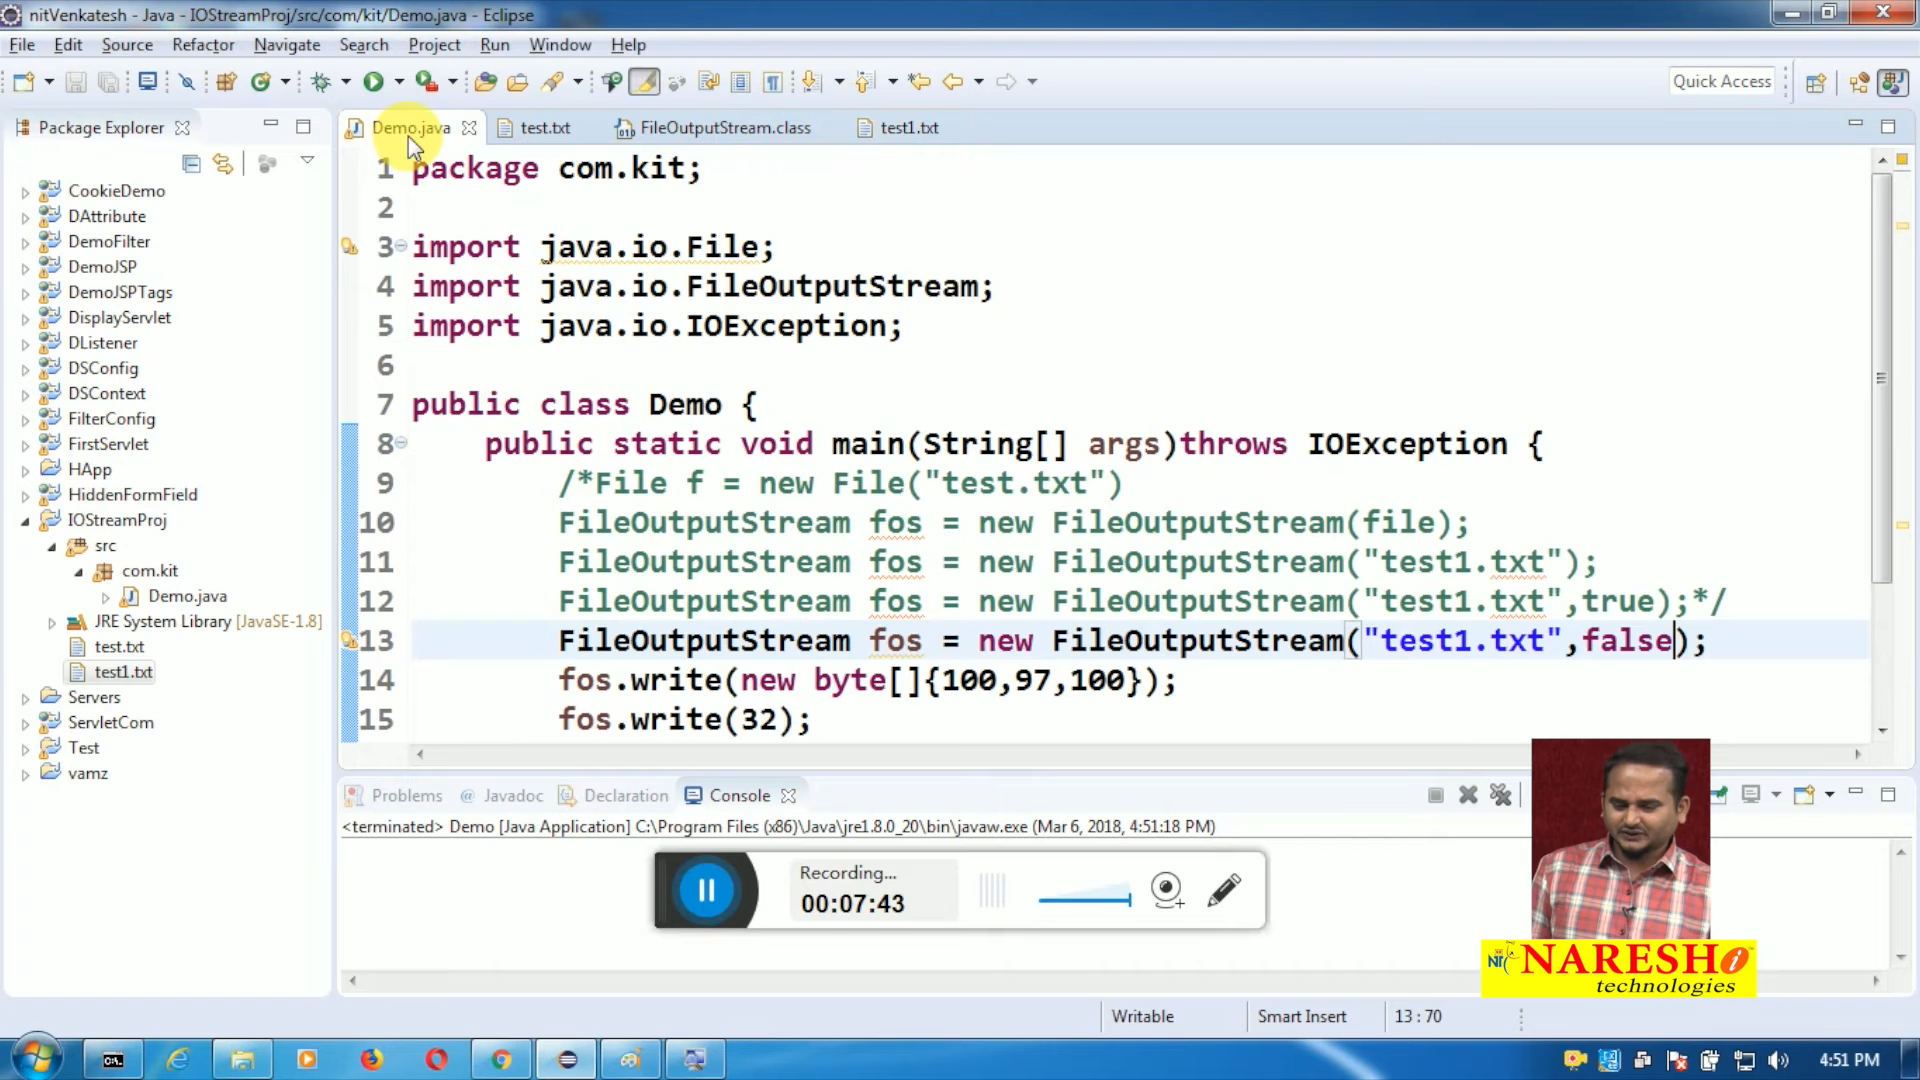 nitVenkatesh - Java - IOStreamProj/src/com/kit/Demo.java - Eclipse
File Edit Source Refactor Navigate Search Project Run Window Help
Quick Access
Package Explorer
Demo.java test.txt FileOutputStream.class test1.txt
CookieDemo
DAttribute
DemoFilter
DemoJSP
DemoJSPTags
DisplayServlet
DListener
DSConfig
DSContext
FilterConfig
FirstServlet
HApp
HiddenFormField
IOStreamProj
src
com.kit
Demo.java
JRE System Library [JavaSE-1.8]
test.txt
test1.txt
Servers
ServletCom
Test
vamz
1 package com.kit;
2
3 import java.io.File;
4 import java.io.FileOutputStream;
5 import java.io.IOException;
6
7 public class Demo {
8 public static void main(String[] args)throws IOException {
9 /*File f = new File("test.txt")
10 FileOutputStream fos = new FileOutputStream(file);
11 FileOutputStream fos = new FileOutputStream("test1.txt");
12 FileOutputStream fos = new FileOutputStream("test1.txt",true);*/
13 FileOutputStream fos = new FileOutputStream("test1.txt",false);
14 fos.write(new byte[]{100,97,100});
15 fos.write(32);
Problems @ Javadoc Declaration Console
<terminated> Demo [Java Application] C:\Program Files (x86)\Java\jre1.8.0_20\bin\javaw.exe (Mar 6, 2018, 4:51:18 PM)
Recording...
00:07:43
NARESH i
technologies
Writable Smart Insert 13 : 70
4:51 PM